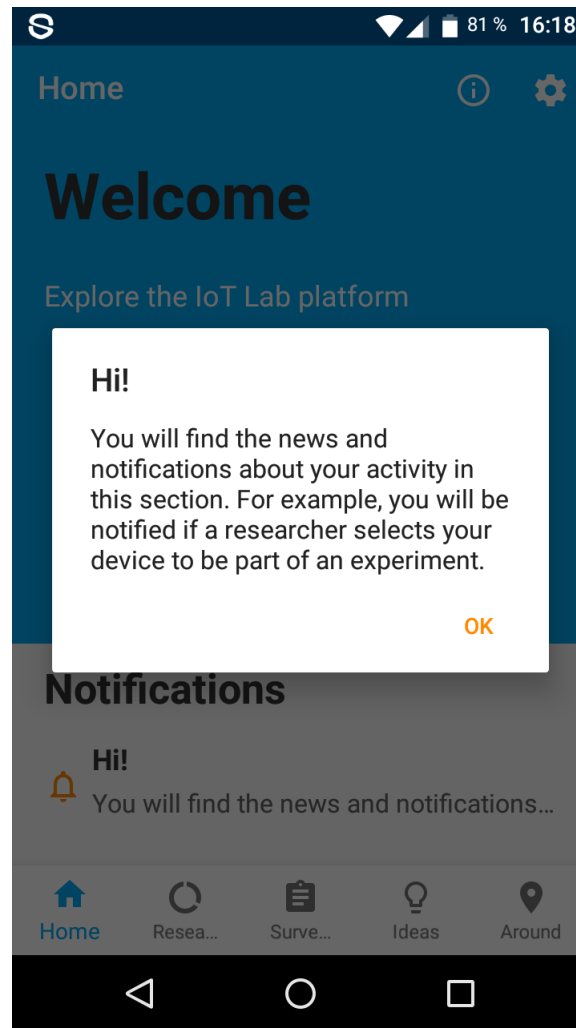 81 % 16:18
Home
Welcome
Explore the IoT Lab platform
Hi!
You will find the news and
notifications about your activity in
this section. For example, you will be
notified if a researcher selects your
device to be part of an experiment.
OK
Notifications
Hi!
You will find the news and notifications…
Home Resea… Surve… Ideas Around